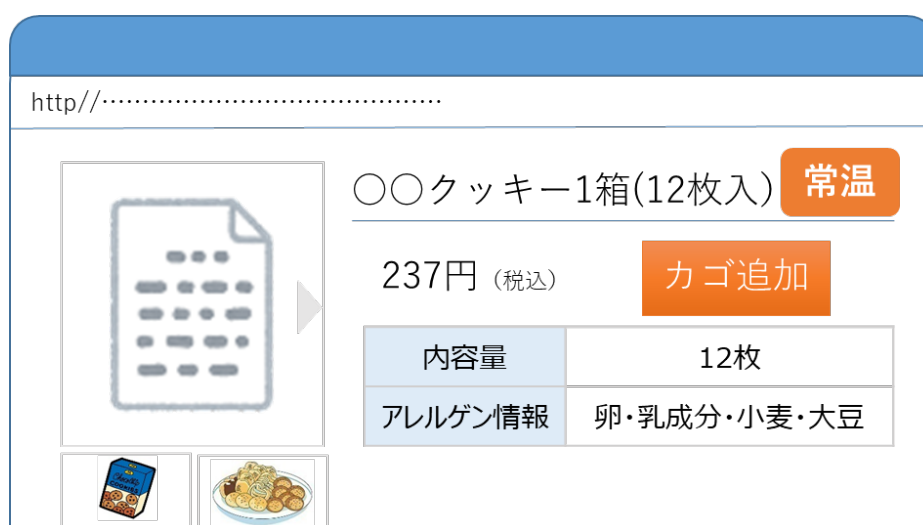 http//……………………………………
〇〇クッキー1箱(12枚入)
常温
237円（税込）
カゴ追加
内容量 12枚
アレルゲン情報 卵・乳成分・小麦・大豆